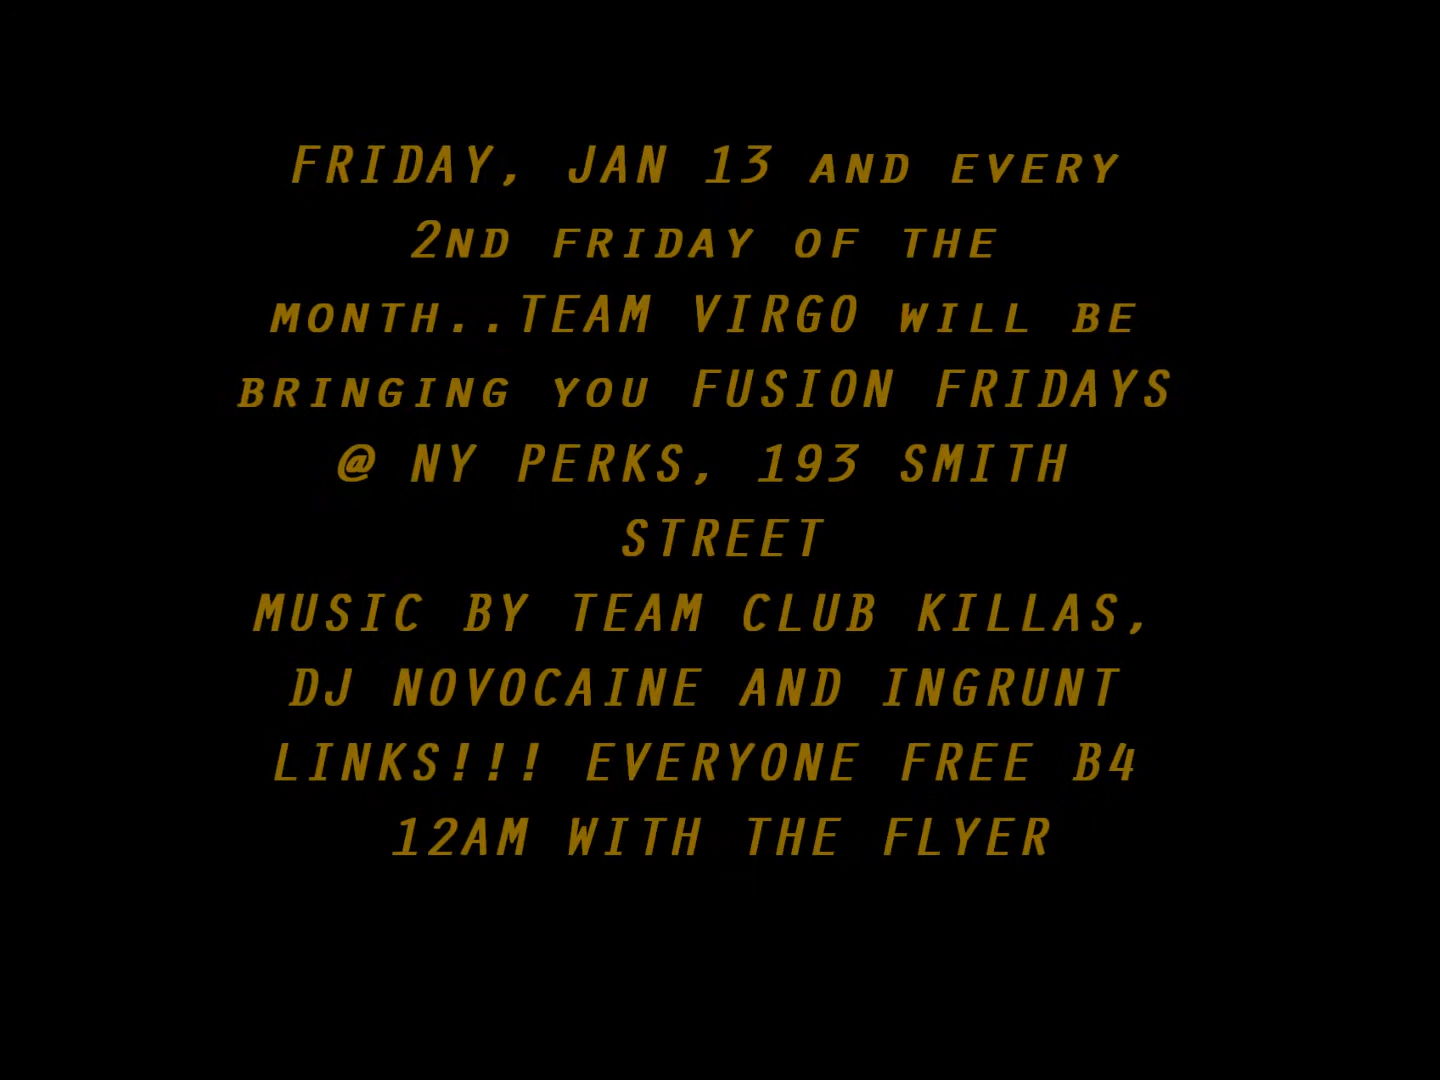 FRIDAY, JAN 13 AND EVERY
2ND FRIDAY OF THE
MONTH..TEAM VIRGO WILL BE
BRINGING YOU FUSION FRIDAYS
@ NY PERKS, 193 SMITH
STREET
MUSIC BY TEAM CLUB KILLAS,
DJ NOVOCAINE AND INGRUNT
LINKS!!! EVERYONE FREE B4
12AM WITH THE FLYER